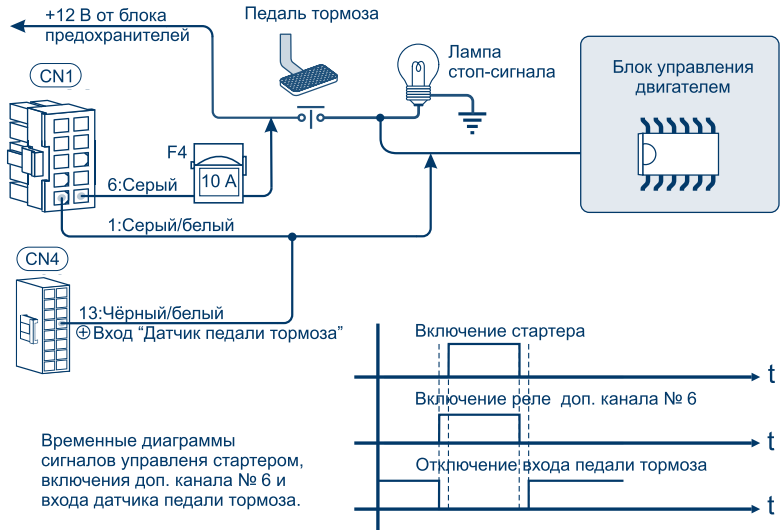 +12 В от блока
предохранителей
Педаль тормоза
Лампа
стоп-сигнала
Блок управления
двигателем
CN1
F4
10 А
6:Серый
1:Серый/белый
CN4
13:Чёрный/белый
⊕Вход “Датчик педали тормоза”
Включение стартера
t
Включение реле доп. канала № 6
t
Отключение входа педали тормоза
t
Временные диаграммы
сигналов управленя стартером,
включения доп. канала № 6 и
входа датчика педали тормоза.